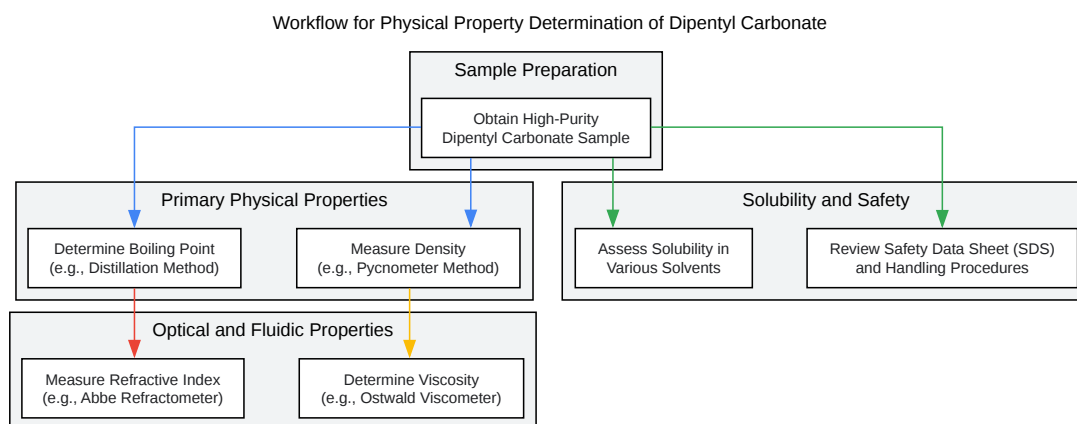 Workflow for Physical Property Determination of Dipentyl Carbonate
Sample Preparation
Obtain High-Purity
Dipentyl Carbonate Sample
Primary Physical Properties
Determine Boiling Point
(e.g., Distillation Method)
Measure Density
(e.g., Pycnometer Method)
Solubility and Safety
Assess Solubility in
Various Solvents
Review Safety Data Sheet (SDS)
and Handling Procedures
Optical and Fluidic Properties
Measure Refractive Index
(e.g., Abbe Refractometer)
Determine Viscosity
(e.g., Ostwald Viscometer)